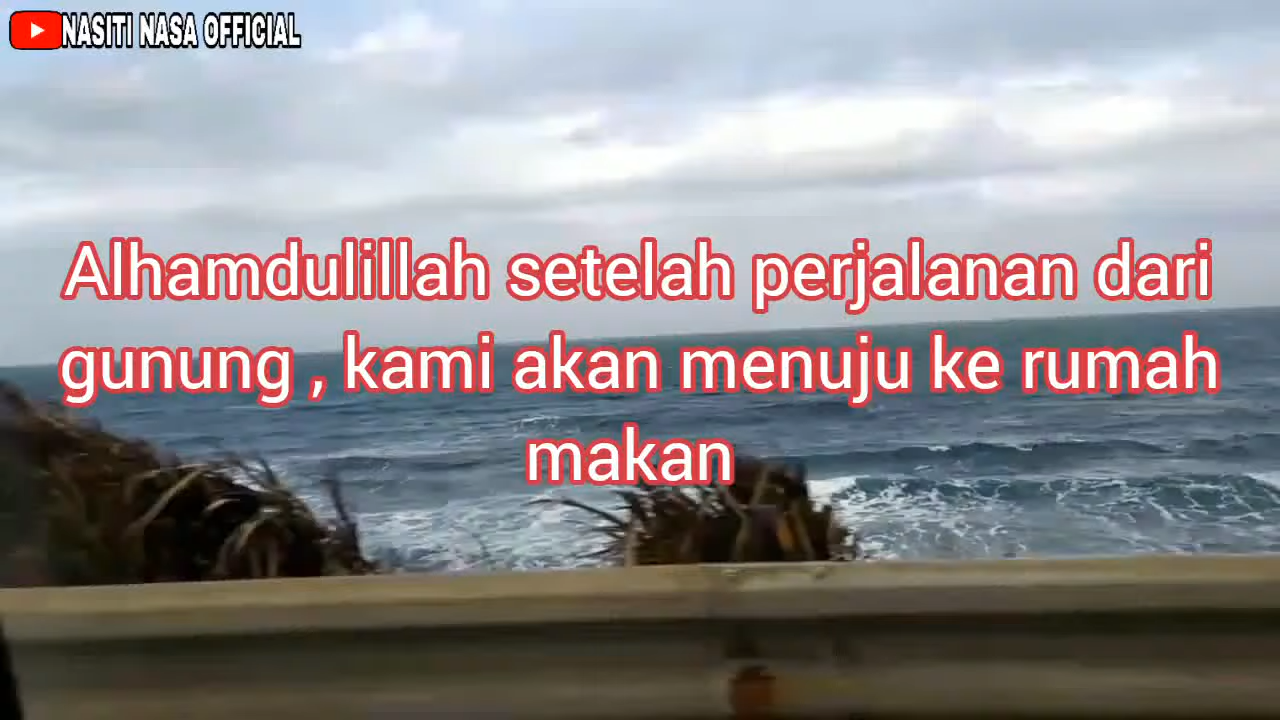 NASITI NASA OFFICIAL
Alhamdulillah setelah perjalanan dari
gunung , kami akan menuju ke rumah
makan